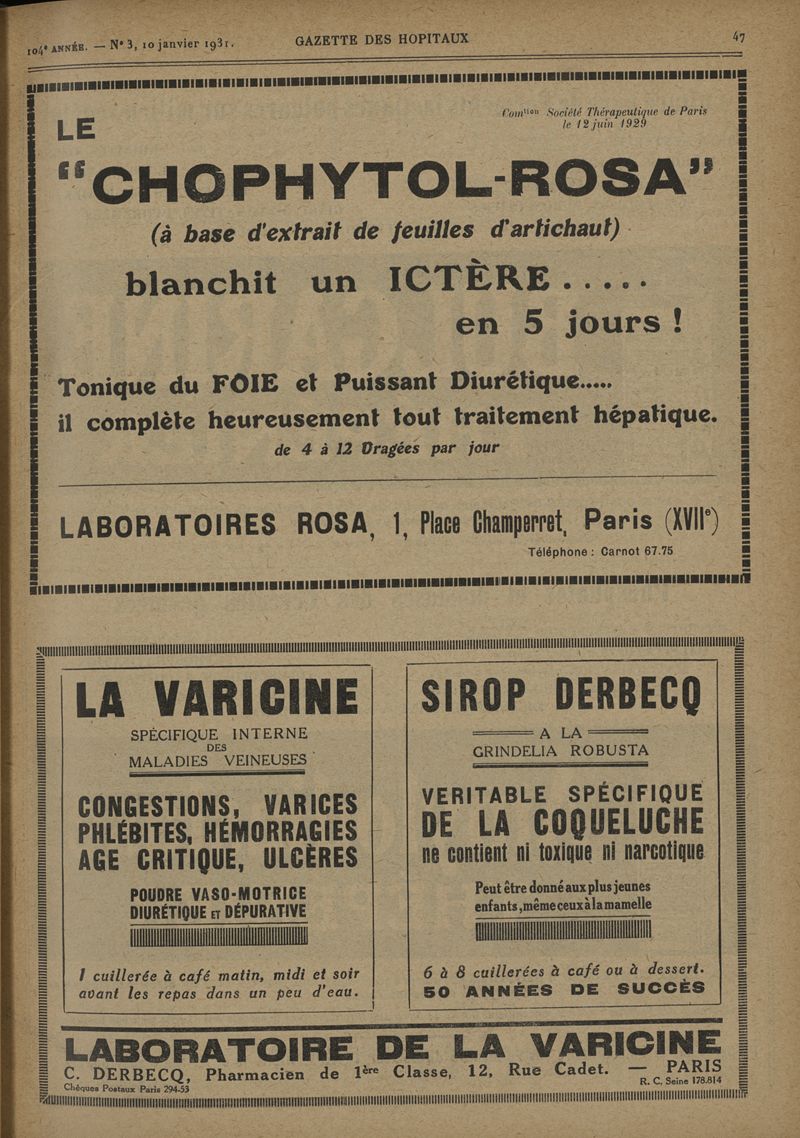 104e ANNÉE. — N° 3, 10 janvier 1931. GAZETTE DES HOPITAUX 47
Comtion Société Thérapeutique de Paris
le 12 juin 1929
LE
“CHOPHYTOL-ROSA”
(à base d'extrait de feuilles d'artichaut)
blanchit un ICTÈRE.....
en 5 jours !
Tonique du FOIE et Puissant Diurétique.....
il complète heureusement tout traitement hépatique.
de 4 à 12 Dragées par jour
LABORATOIRES ROSA, 1, Place Champerret, Paris (XVIIe)
Téléphone : Carnot 67.75
LA VARICINE
SPÉCIFIQUE INTERNE
DES
MALADIES VEINEUSES
CONGESTIONS, VARICES
PHLÉBITES, HÉMORRAGIES
AGE CRITIQUE, ULCÈRES
POUDRE VASO-MOTRICE
DIURÉTIQUE ET DÉPURATIVE
1 cuillerée à café matin, midi et soir
avant les repas dans un peu d'eau.
SIROP DERBECQ
A LA
GRINDELIA ROBUSTA
VERITABLE SPÉCIFIQUE
DE LA COQUELUCHE
ne contient ni toxique ni narcotique
Peut être donné aux plus jeunes
enfants, même ceux à la mamelle
6 à 8 cuillerées à café ou à dessert.
50 ANNÉES DE SUCCÈS
LABORATOIRE DE LA VARICINE
C. DERBECQ, Pharmacien de 1ère Classe, 12, Rue Cadet. — PARIS
Chèques Postaux Paris 294-53 R. C. Seine 178.814